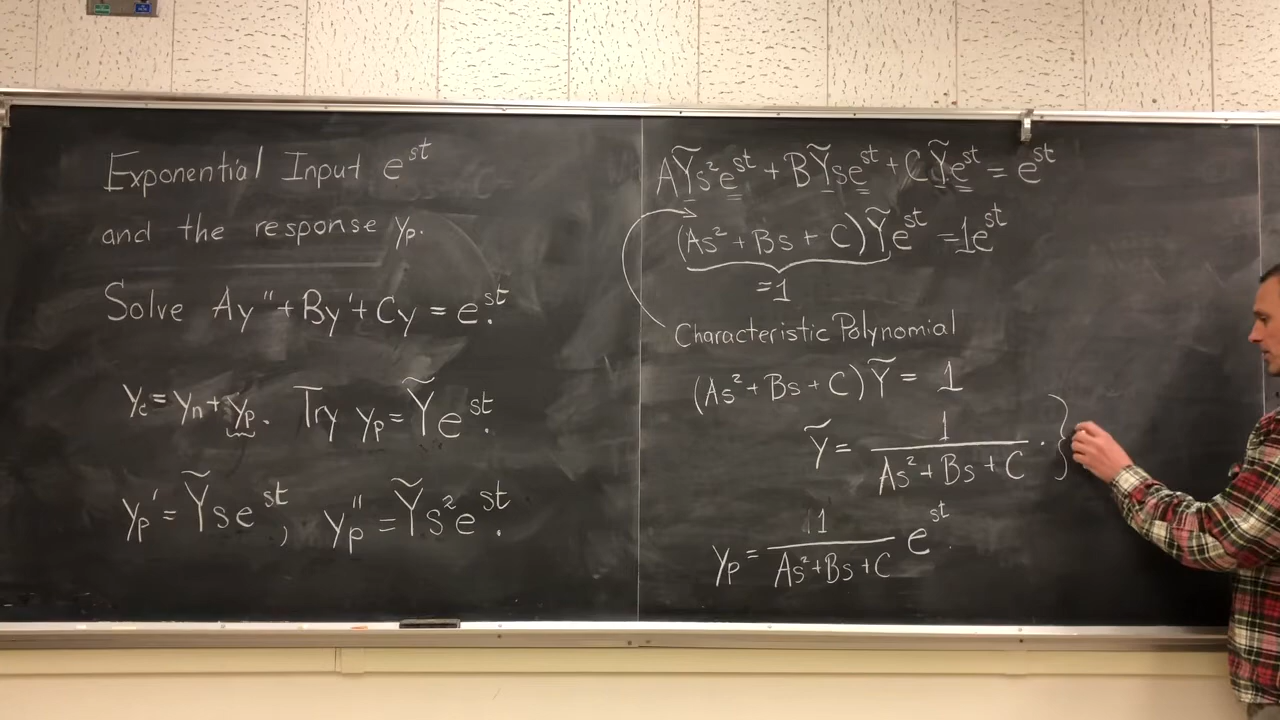 Exponential Input e^st
and the response yp.
Solve Ay" + By' + Cy = e^st.
yc = yn + yp. Try yp = Ỹe^st.
yp' = Ỹse^st, yp" = Ỹs²e^st.
AỸs²e^st + BỸse^st + CỸe^st = e^st
(As² + Bs + C)Ỹe^st = 1e^st
=1
Characteristic Polynomial
(As² + Bs + C)Ỹ = 1
Ỹ = 1 / (As² + Bs + C) . }
yp = 1 / (As² + Bs + C) e^st.